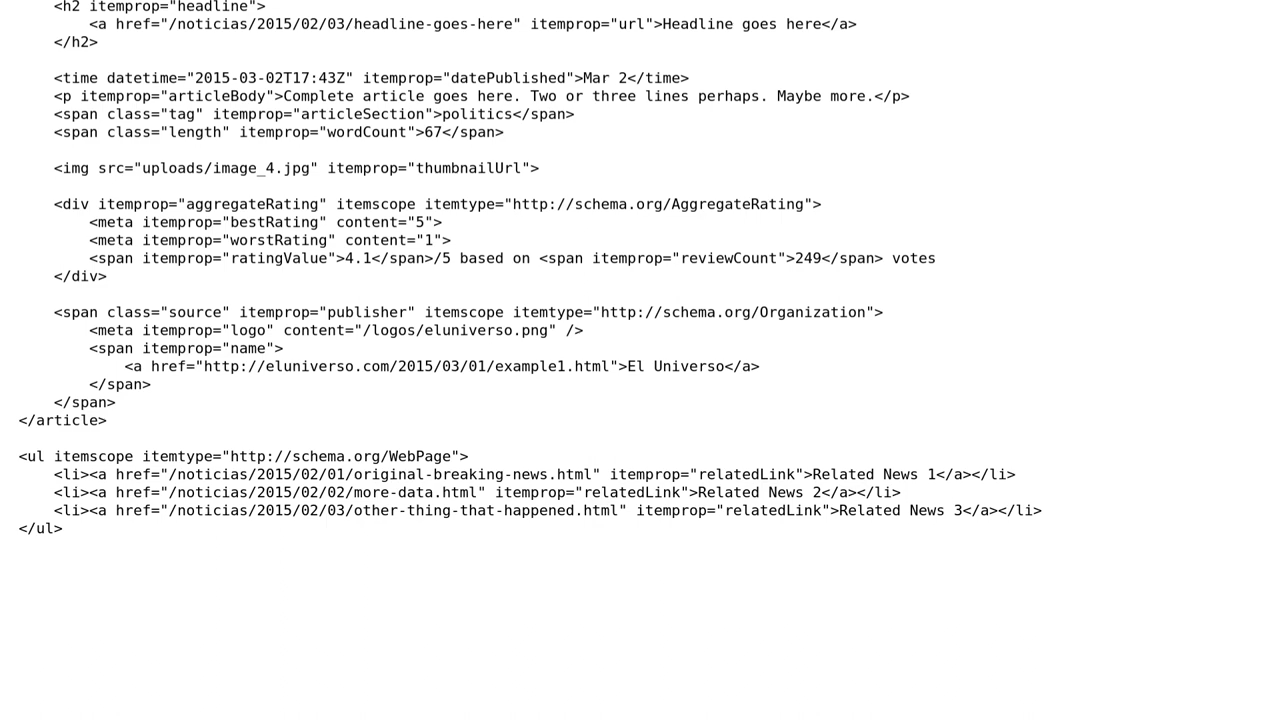 <h2 itemprop="headline">
<a href="/noticias/2015/02/03/headline-goes-here" itemprop="url">Headline goes here</a>
</h2>
<time datetime="2015-03-02T17:43Z" itemprop="datePublished">Mar 2</time>
<p itemprop="articleBody">Complete article goes here. Two or three lines perhaps. Maybe more.</p>
<span class="tag" itemprop="articleSection">politics</span>
<span class="length" itemprop="wordCount">67</span>
<img src="uploads/image_4.jpg" itemprop="thumbnailUrl">
<div itemprop="aggregateRating" itemscope itemtype="http://schema.org/AggregateRating">
<meta itemprop="bestRating" content="5">
<meta itemprop="worstRating" content="1">
<span itemprop="ratingValue">4.1</span>/5 based on <span itemprop="reviewCount">249</span> votes
</div>
<span class="source" itemprop="publisher" itemscope itemtype="http://schema.org/Organization">
<meta itemprop="logo" content="/logos/eluniverso.png" />
<span itemprop="name">
<a href="http://eluniverso.com/2015/03/01/example1.html">El Universo</a>
</span>
</span>
</article>
<ul itemscope itemtype="http://schema.org/WebPage">
<li><a href="/noticias/2015/02/01/original-breaking-news.html" itemprop="relatedLink">Related News 1</a></li>
<li><a href="/noticias/2015/02/02/more-data.html" itemprop="relatedLink">Related News 2</a></li>
<li><a href="/noticias/2015/02/03/other-thing-that-happened.html" itemprop="relatedLink">Related News 3</a></li>
</ul>